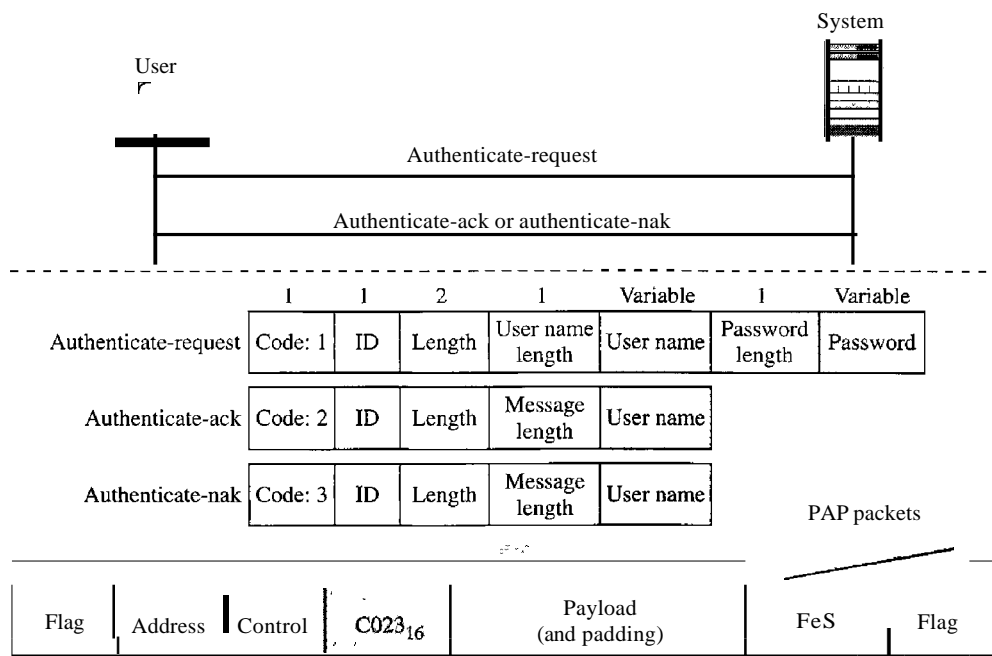 System
User
Authenticate-request
Authenticate-ack or authenticate-nak
1 1 2 1 Variable 1 Variable
Authenticate-request Code: 1 ID Length User name length User name Password length Password
Authenticate-ack Code: 2 ID Length Message length User name
Authenticate-nak Code: 3 ID Length Message length User name
PAP packets
Flag Address Control C023₁₆ Payload (and padding) FeS Flag